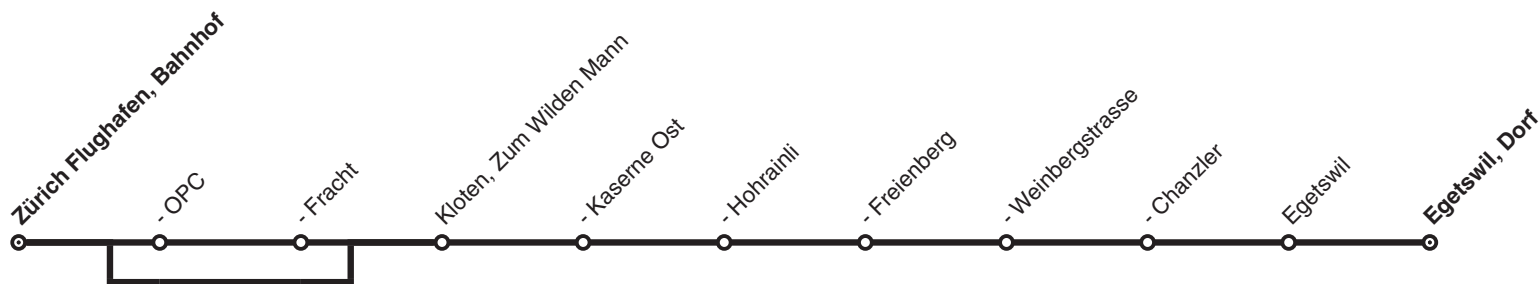 Zürich Flughafen, Bahnhof
- OPC
- Fracht
Kloten, Zum Wilden Mann
- Kaserne Ost
- Hohrainli
- Freienberg
- Weinbergstrasse
- Chanzler
Egetswil
Egetswil, Dorf